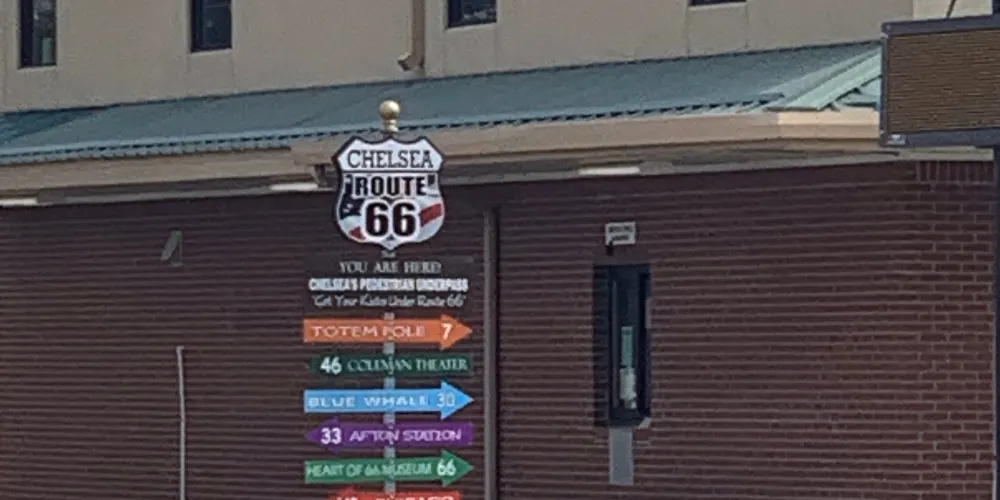 CHELSEA
ROUTE
66
YOU ARE HERE!
CHELSEA'S PEDESTRIAN UNDERPASS
"Get Your Kicks Under Route 66"
TOTEM POLE 7
46 COLEMAN THEATER
BLUE WHALE 30
33 AFTON STATION
HEART OF 66 MUSEUM 66